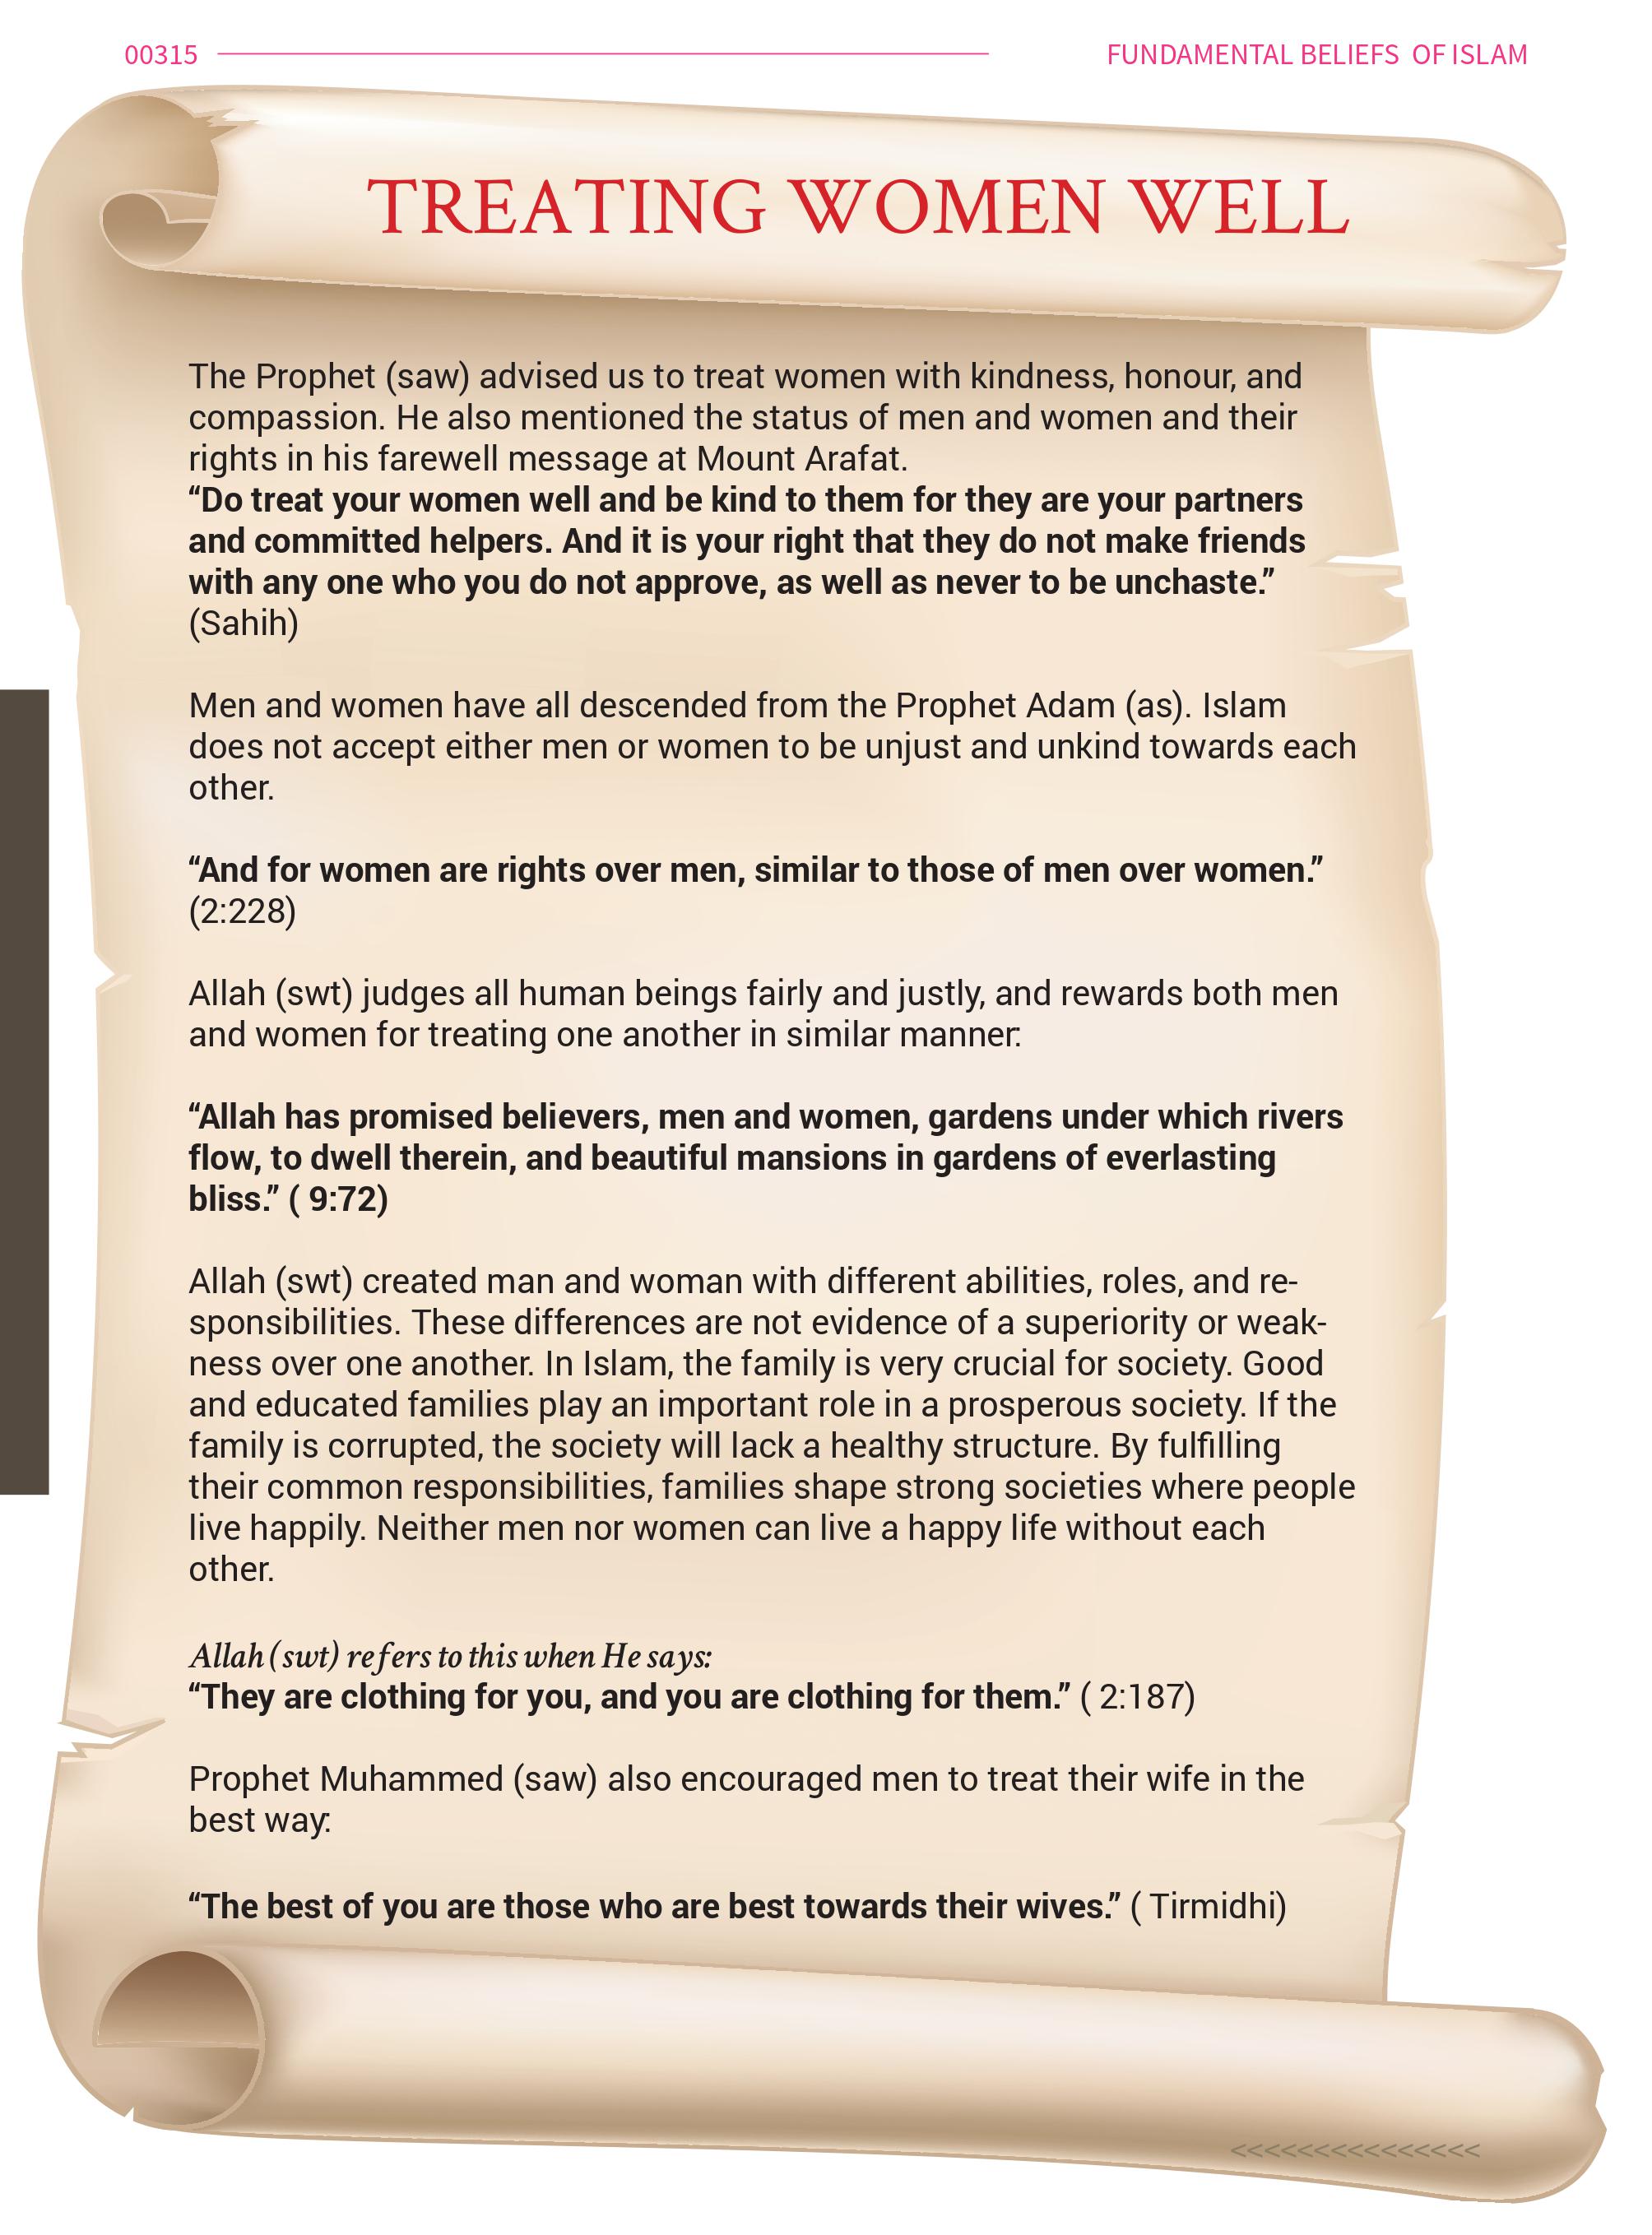 00315
FUNDAMENTAL BELIEFS OF ISLAM
TREATING WOMEN WELL
The Prophet (saw) advised us to treat women with kindness, honour, and
compassion. He also mentioned the status of men and women and their
rights in his farewell message at Mount Arafat.
“Do treat your women well and be kind to them for they are your partners
and committed helpers. And it is your right that they do not make friends
with any one who you do not approve, as well as never to be unchaste.”
(Sahih)
Men and women have all descended from the Prophet Adam (as). Islam
does not accept either men or women to be unjust and unkind towards each
other.
“And for women are rights over men, similar to those of men over women.”
(2:228)
Allah (swt) judges all human beings fairly and justly, and rewards both men
and women for treating one another in similar manner:
“Allah has promised believers, men and women, gardens under which rivers
flow, to dwell therein, and beautiful mansions in gardens of everlasting
bliss.” ( 9:72)
Allah (swt) created man and woman with different abilities, roles, and re-
sponsibilities. These differences are not evidence of a superiority or weak-
ness over one another. In Islam, the family is very crucial for society. Good
and educated families play an important role in a prosperous society. If the
family is corrupted, the society will lack a healthy structure. By fulfilling
their common responsibilities, families shape strong societies where people
live happily. Neither men nor women can live a happy life without each
other.
Allah (swt) refers to this when He says:
“They are clothing for you, and you are clothing for them.” ( 2:187)
Prophet Muhammed (saw) also encouraged men to treat their wife in the
best way:
“The best of you are those who are best towards their wives.” ( Tirmidhi)
<<<<<<<<<<<<<<<